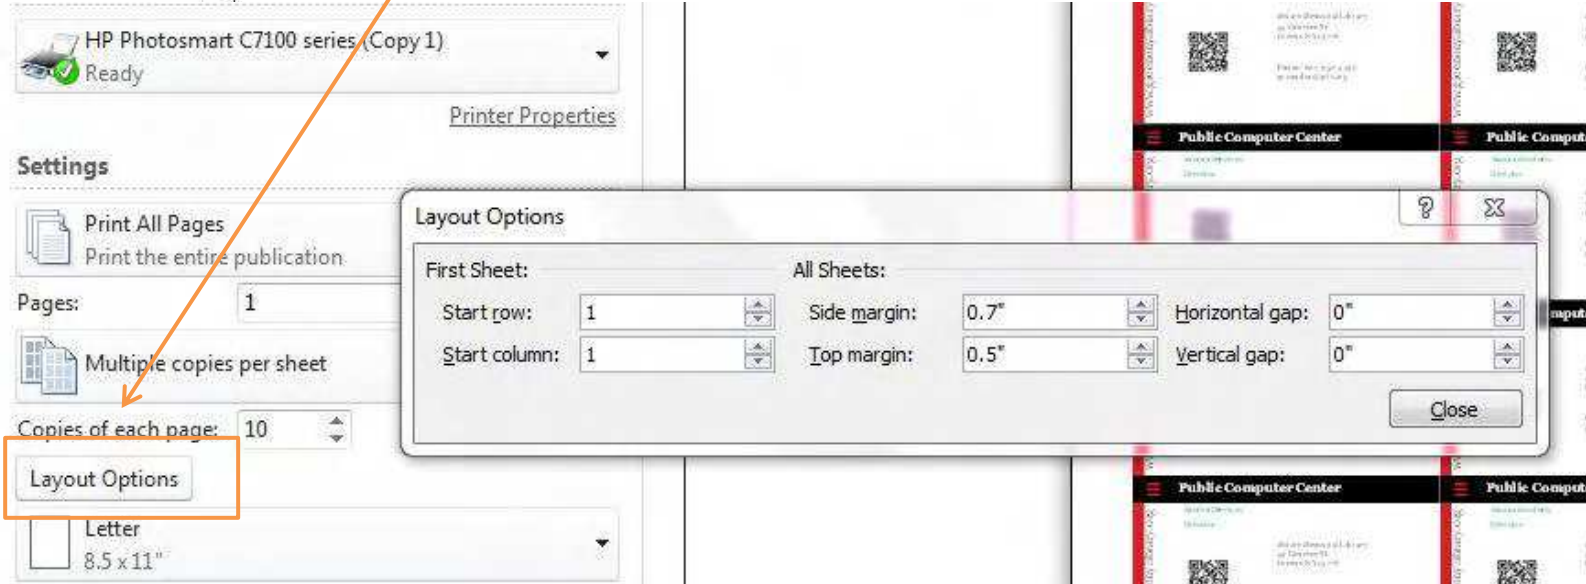 HP Photosmart C7100 series (Copy 1)
Ready
Printer Properties
Settings
Print All Pages
Print the entire publication
Pages: 1
Multiple copies per sheet
Copies of each page: 10
Layout Options
Letter
8.5 x 11"
Layout Options
First Sheet:
All Sheets:
Start row: 1
Side margin: 0.7"
Horizontal gap: 0"
Start column: 1
Top margin: 0.5"
Vertical gap: 0"
Close
Public Computer Center
Public Comput
mput
Public Computer Center
Public Comput